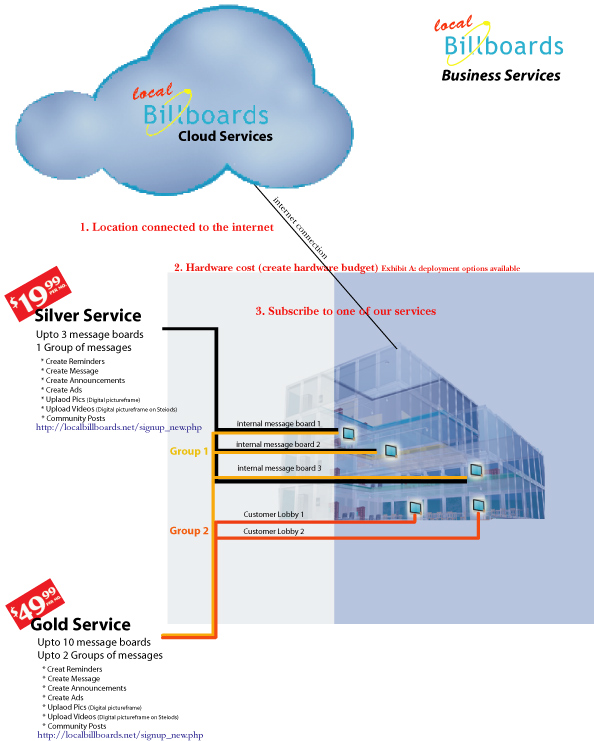 local
Billboards
Business Services
local
Billboards
Cloud Services
internet connection
1. Location connected to the internet
2. Hardware cost (create hardware budget) Exhibit A: deployment options available
3. Subscribe to one of our services
$19.99
PER MO.
Silver Service
Upto 3 message boards
1 Group of messages
* Create Reminders
* Create Message
* Create Announcements
* Create Ads
* Uplaod Pics (Digital pictureframe)
* Upload Videos (Digital pictureframe on Steiods)
* Community Posts
http://localbillboards.net/signup_new.php
internal message board 1
Group 1
internal message board 2
internal message board 3
Customer Lobby 1
Group 2
Customer Lobby 2
$49.99
PER MO.
Gold Service
Upto 10 message boards
Upto 2 Groups of messages
* Creat Reminders
* Create Message
* Create Announcements
* Create Ads
* Uplaod Pics (Digital pictureframe)
* Upload Videos (Digital pictureframe on Steiods)
* Community Posts
http://localbillboards.net/signup_new.php